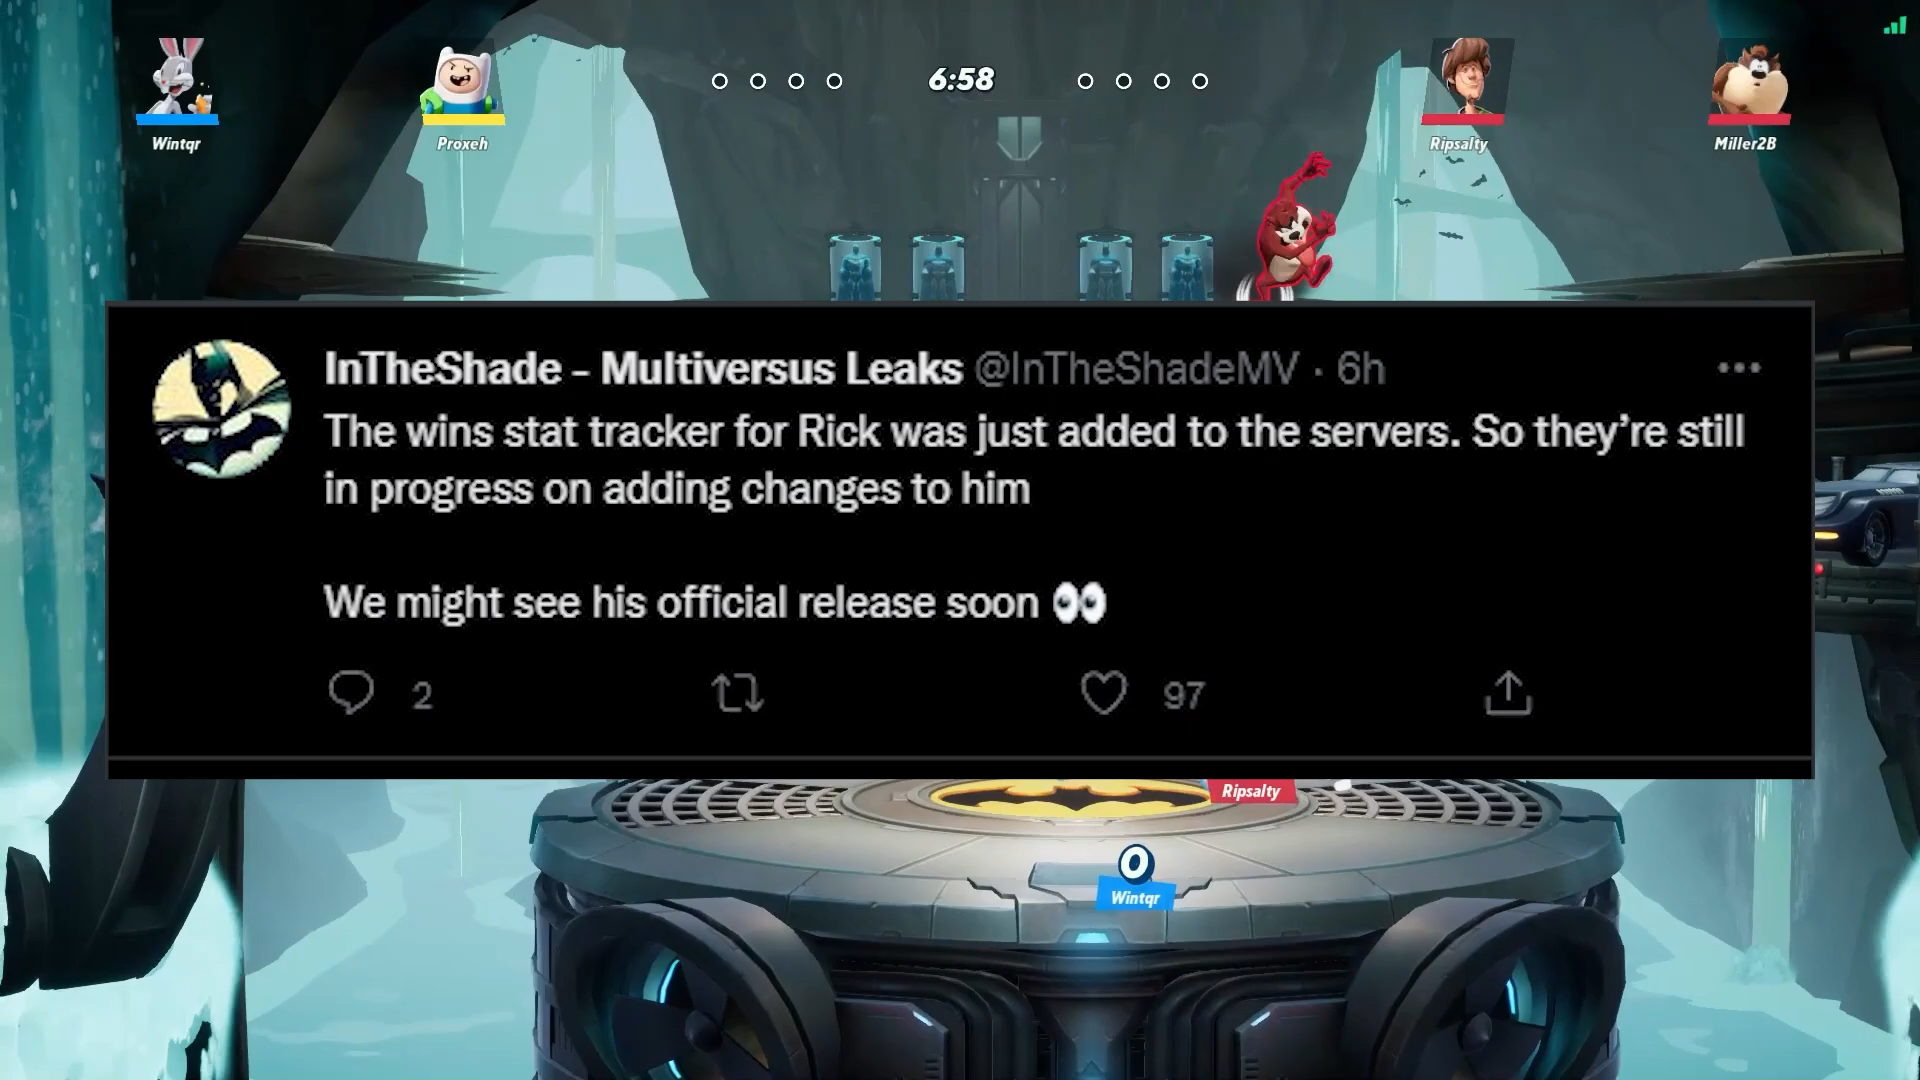 6:58
Wintqr
Proxeh
Ripsalty
Miller2B
InTheShade - Multiversus Leaks @InTheShadeMV · 6h
The wins stat tracker for Rick was just added to the servers. So they’re still
in progress on adding changes to him
We might see his official release soon 👀
2
97
Ripsalty
0
Wintqr